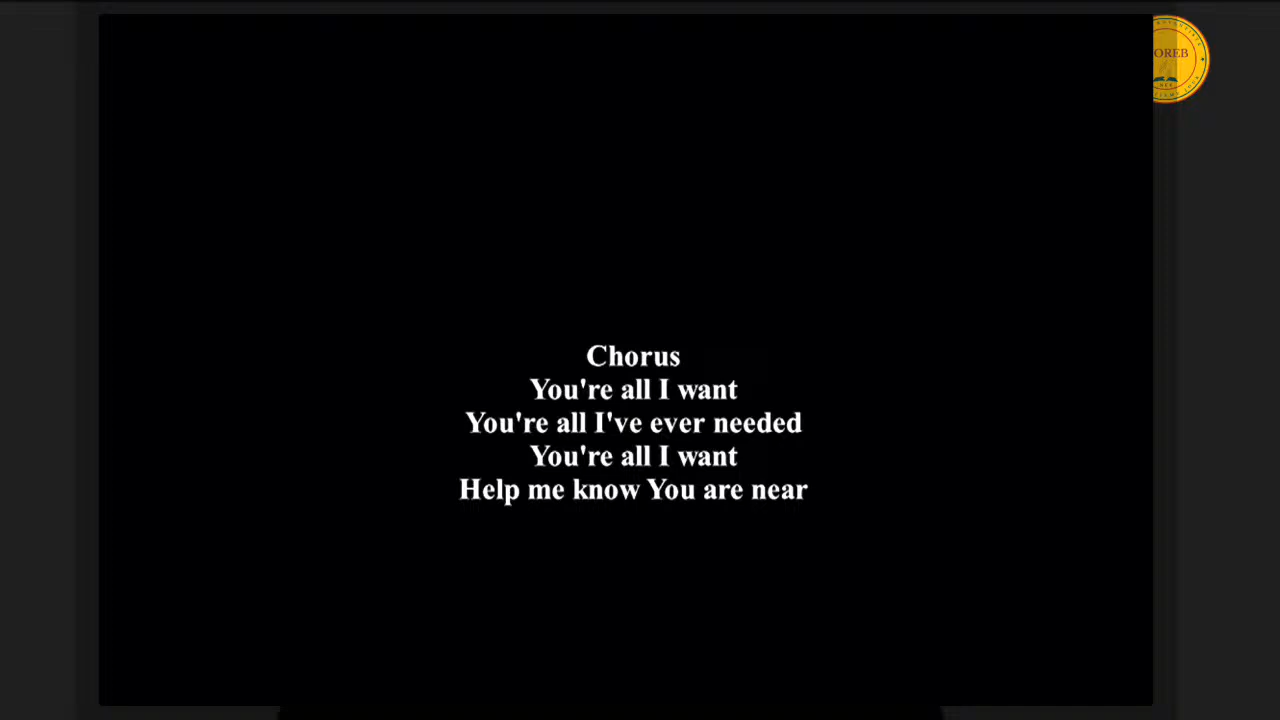 OREB
Chorus
You're all I want
You're all I've ever needed
You're all I want
Help me know You are near